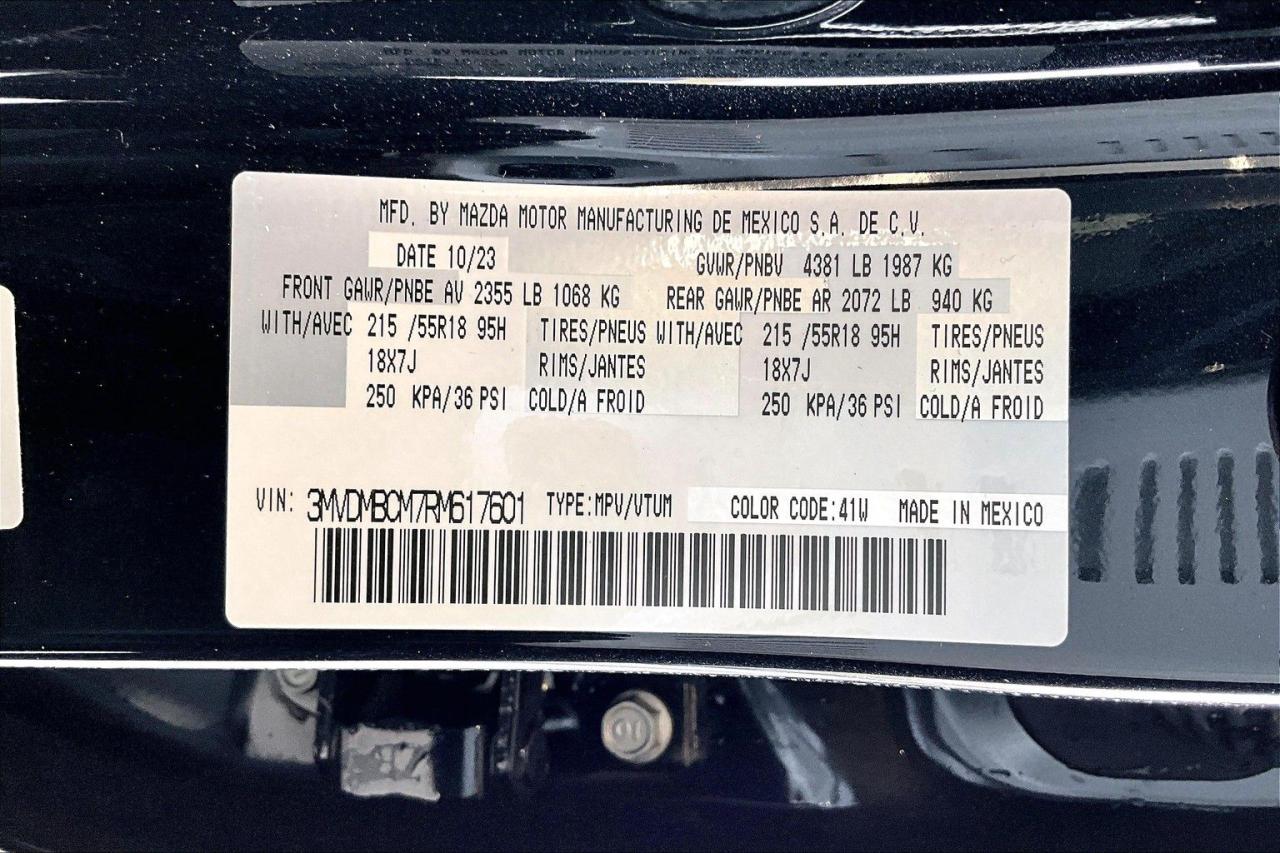 MFD. BY MAZDA MOTOR MANUFACTURING DE MEXICO S.A. DE C.V.
DATE 10/23 GVWR/PNBV 4381 LB 1987 KG
FRONT GAWR/PNBE AV 2355 LB 1068 KG REAR GAWR/PNBE AR 2072 LB 940 KG
WITH/AVEC 215 /55R18 95H TIRES/PNEUS WITH/AVEC 215 /55R18 95H TIRES/PNEUS
18X7J RIMS/JANTES 18X7J RIMS/JANTES
250 KPA/36 PSI COLD/A FROID 250 KPA/36 PSI COLD/A FROID
VIN: 3MVDMBCM7RM617601 TYPE:MPV/VTUM COLOR CODE:41W MADE IN MEXICO